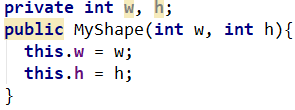 private int w, h;
public MyShape(int w, int h){
this.w = w;
this.h = h;
}